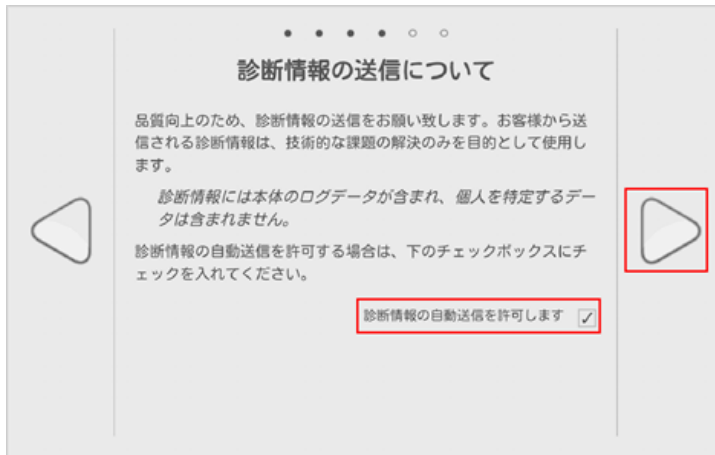 診断情報の送信について
品質向上のため、診断情報の送信をお願い致します。お客様から送
信される診断情報は、技術的な課題の解決のみを目的として使用し
ます。
診断情報には本体のログデータが含まれ、個人を特定するデー
タは含まれません。
診断情報の自動送信を許可する場合は、下のチェックボックスにチ
ェックを入れてください。
診断情報の自動送信を許可します